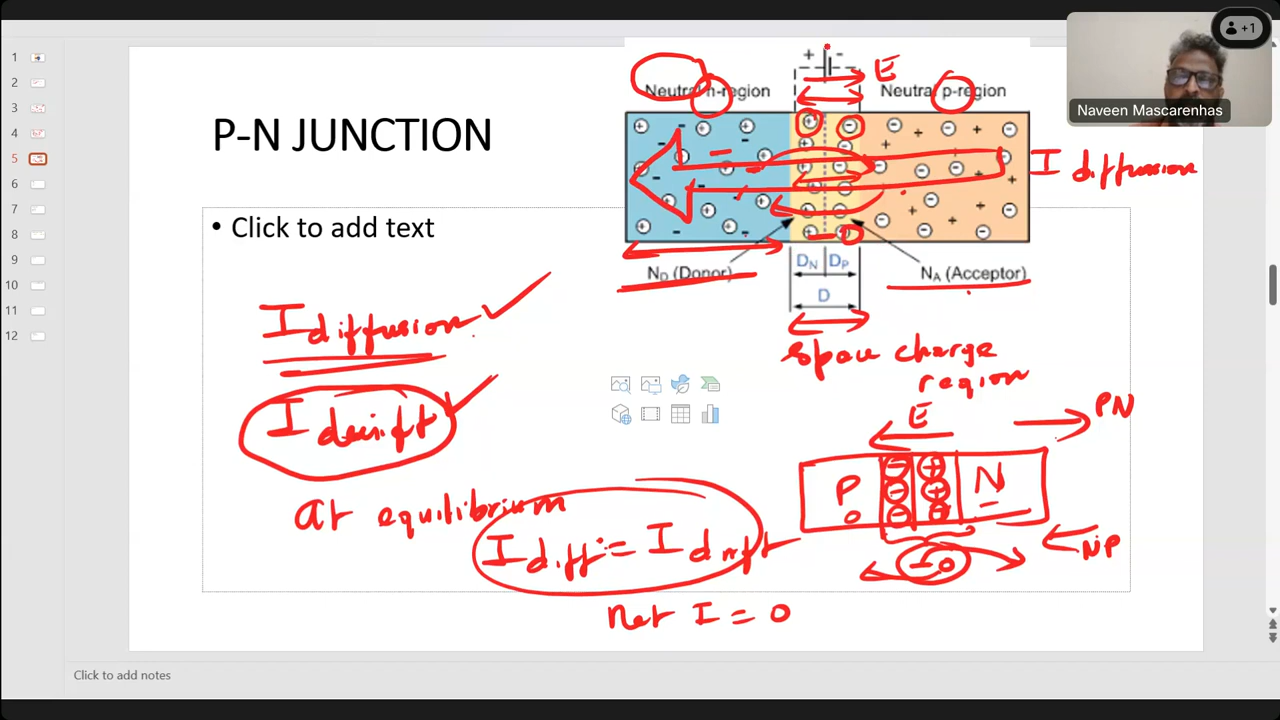 1
2
3
4
5
6
7
8
9
10
11
12
P-N JUNCTION
• Click to add text
+ -
E
Neutral n-region
Neutral p-region
I diffusion
N_D (Donor)
D_N D_P
N_A (Acceptor)
D
space charge
region
I diffusion
I drift
at equilibrium
I diff = I drift
net I = 0
E
PN
P
N
NP
Click to add notes
Naveen Mascarenhas
+1